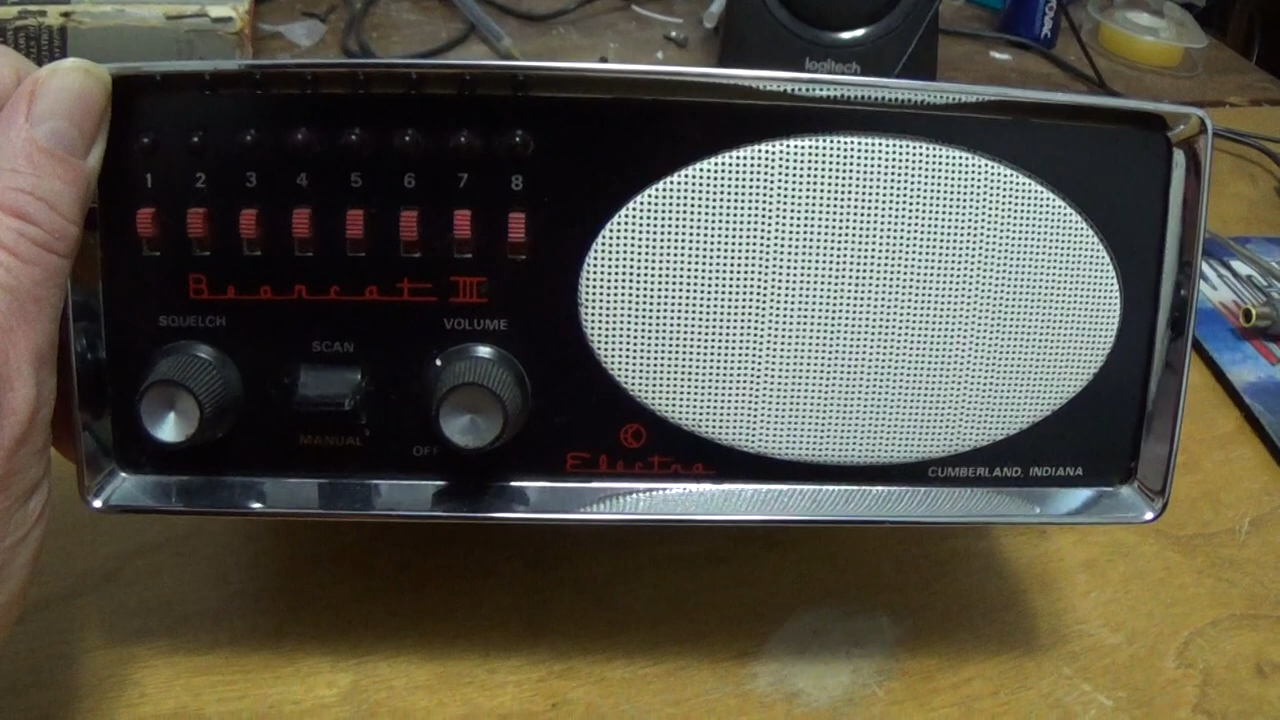 logitech
1 2 3 4 5 6 7 8
Bearcat III
SQUELCH
VOLUME
SCAN
MANUAL
OFF
Electra
CUMBERLAND, INDIANA